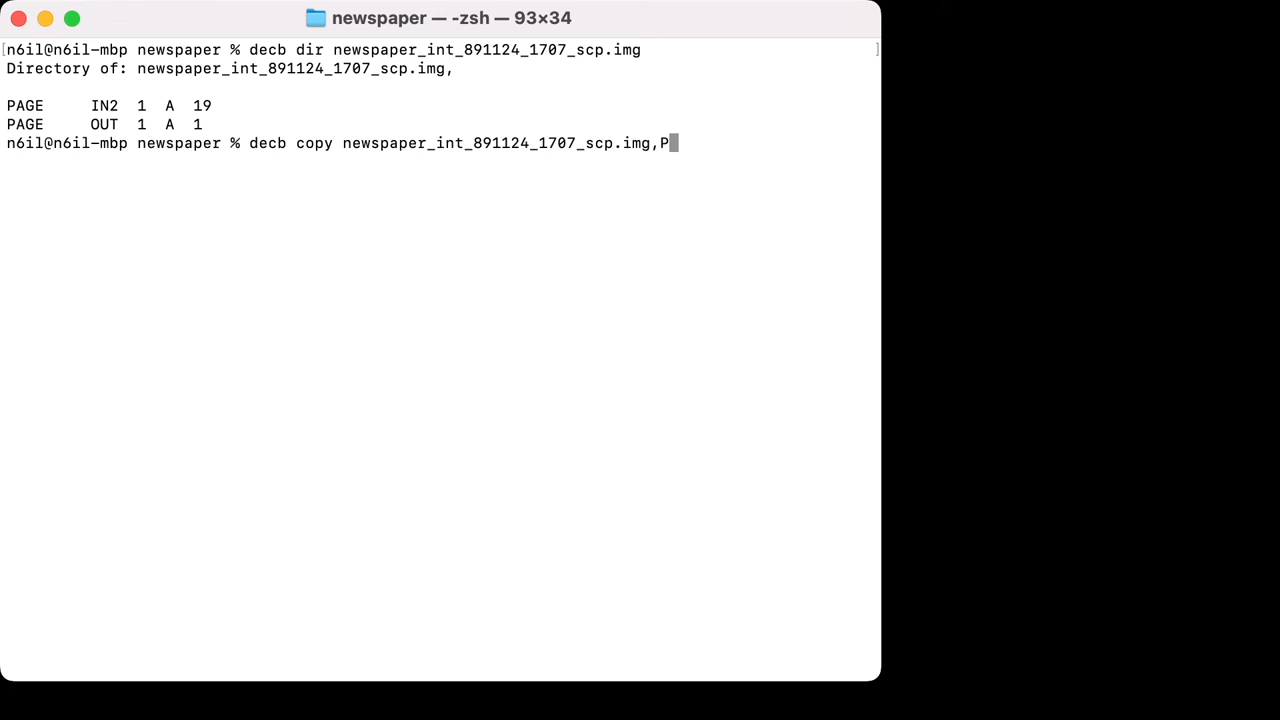 newspaper — -zsh — 93×34
[n6il@n6il-mbp newspaper % decb dir newspaper_int_891124_1707_scp.img ]
Directory of: newspaper_int_891124_1707_scp.img,
PAGE     IN2  1  A  19
PAGE     OUT  1  A  1
n6il@n6il-mbp newspaper % decb copy newspaper_int_891124_1707_scp.img,P